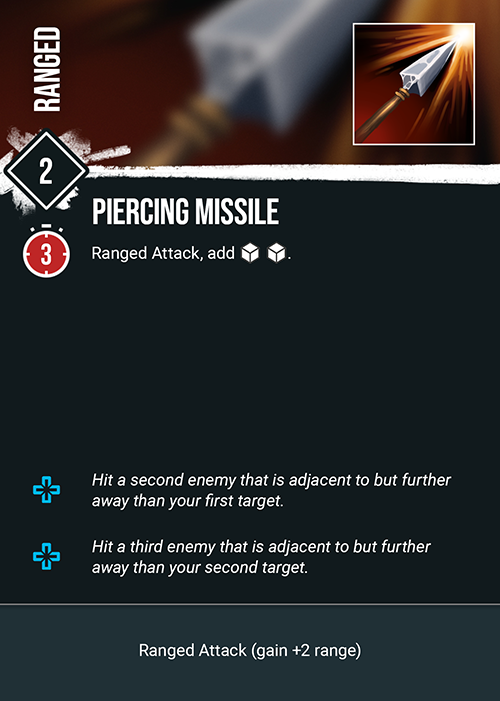 RANGED
2
PIERCING MISSILE
3
Ranged Attack, add .
Hit a second enemy that is adjacent to but further
away than your first target.
Hit a third enemy that is adjacent to but further
away than your second target.
Ranged Attack (gain +2 range)